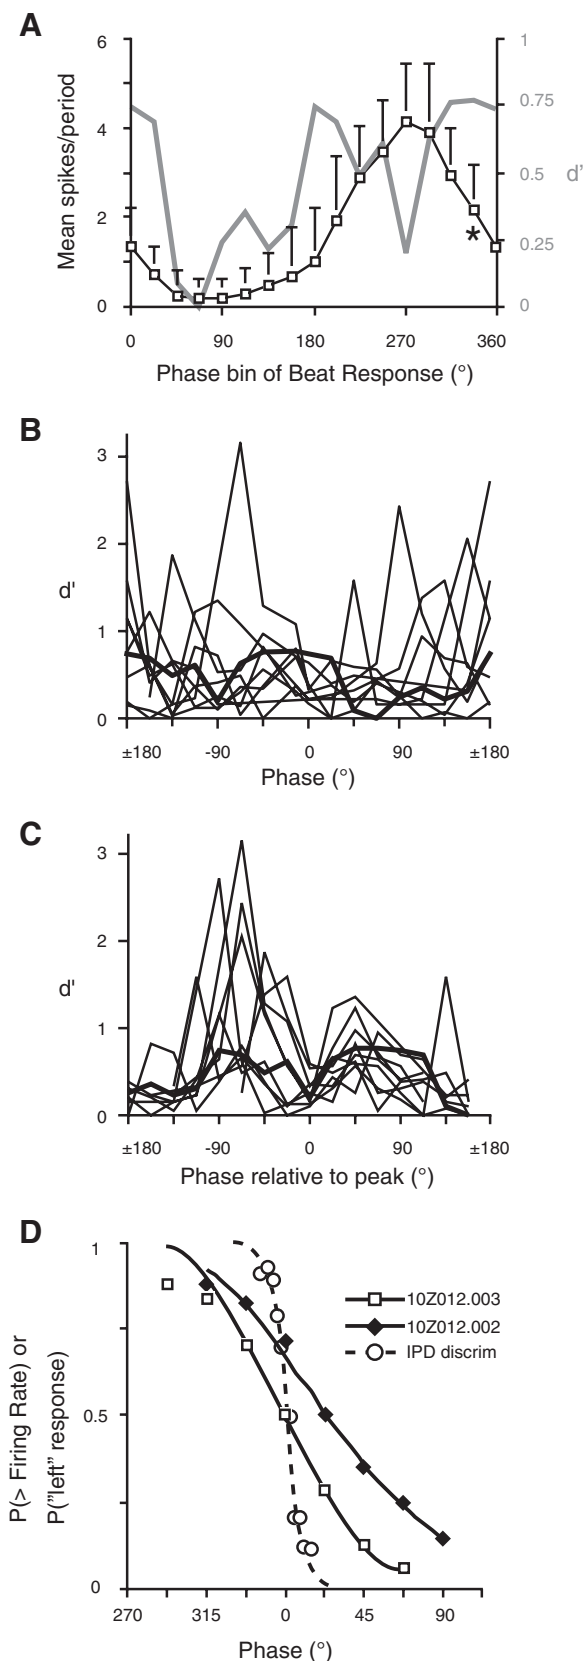 A
6
4
2
0
Mean spikes/period
1
0.75
0.5
0.25
0
d'
*
0
90
180
270
360
Phase bin of Beat Response (°)
B
3
2
1
0
d'
±180
-90
0
90
±180
Phase (°)
C
3
2
1
0
d'
±180
-90
0
90
±180
Phase relative to peak (°)
D
1
0.5
0
P(> Firing Rate) or
P("left" response)
10Z012.003
10Z012.002
IPD discrim
270
315
0
45
90
Phase (°)